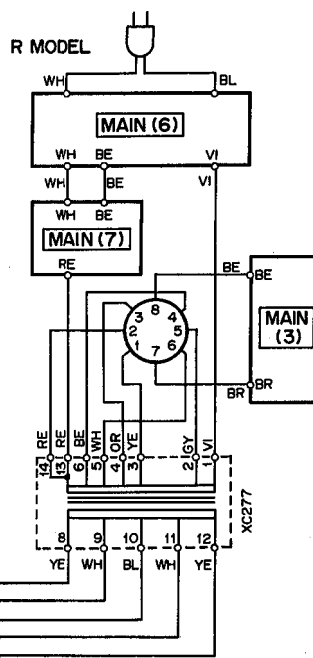 R MODEL
WH BL
MAIN (6)
WH BE VI
WH BE VI
WH BE
MAIN (7)
RE
BE BE
MAIN
(3)
BR BR
3 8 4
2 5
1 7 6
RE RE BE WH OR YE GY VI
14 13 6 5 4 3 2 1
XC277
8 9 10 11 12
YE WH BL WH YE